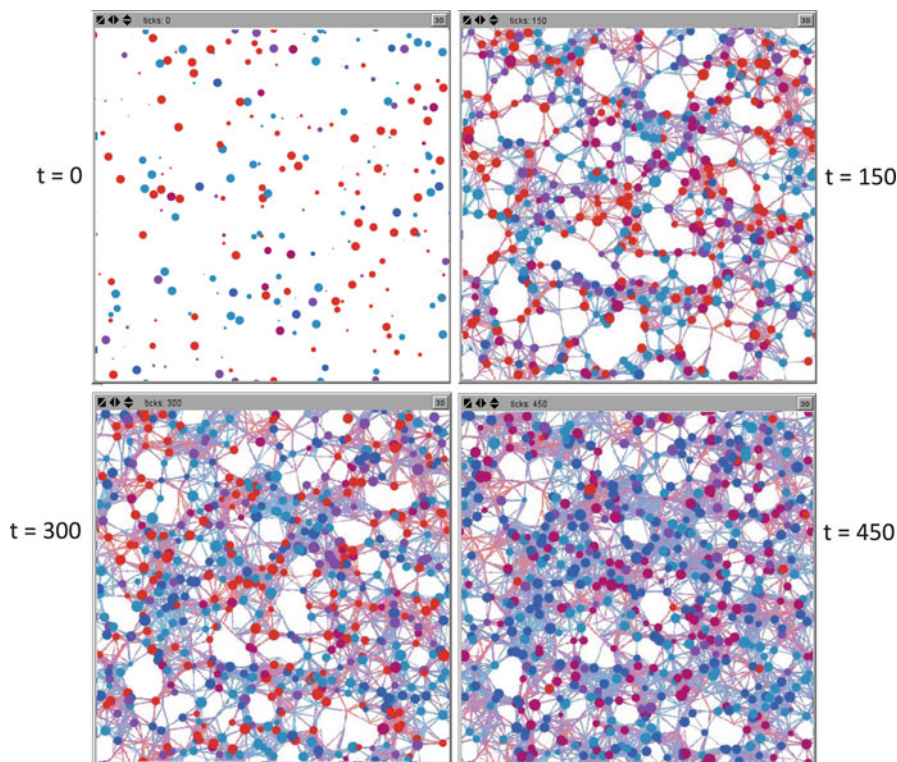 ticks: 0
3D
ticks: 150
3D
t = 0
t = 150
ticks: 300
3D
ticks: 450
3D
t = 300
t = 450